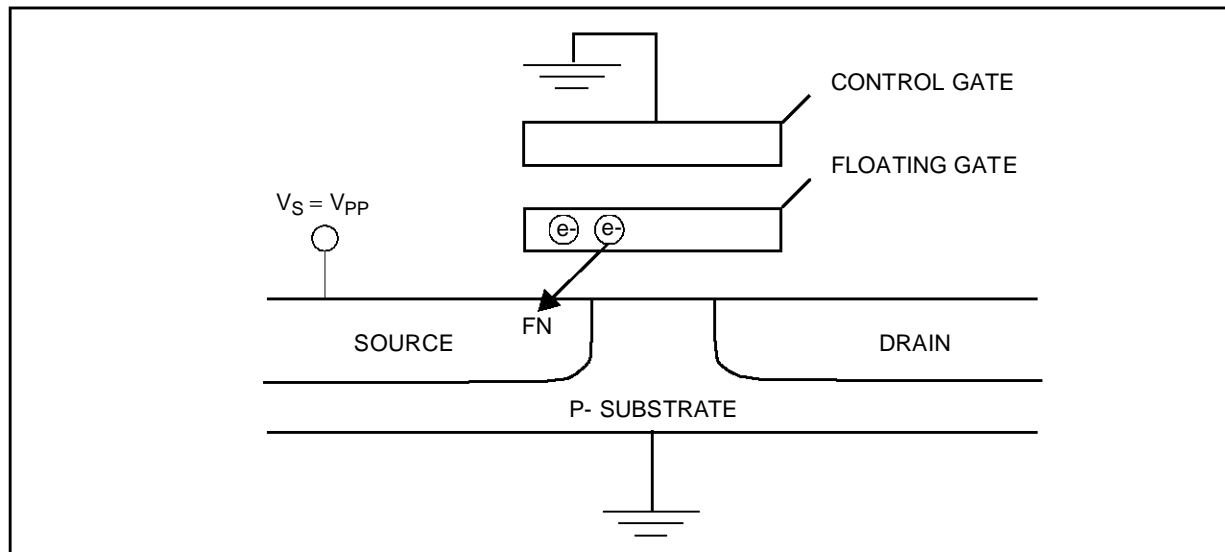 CONTROL GATE
FLOATING GATE
VS = VPP
e- e-
FN
SOURCE
DRAIN
P- SUBSTRATE